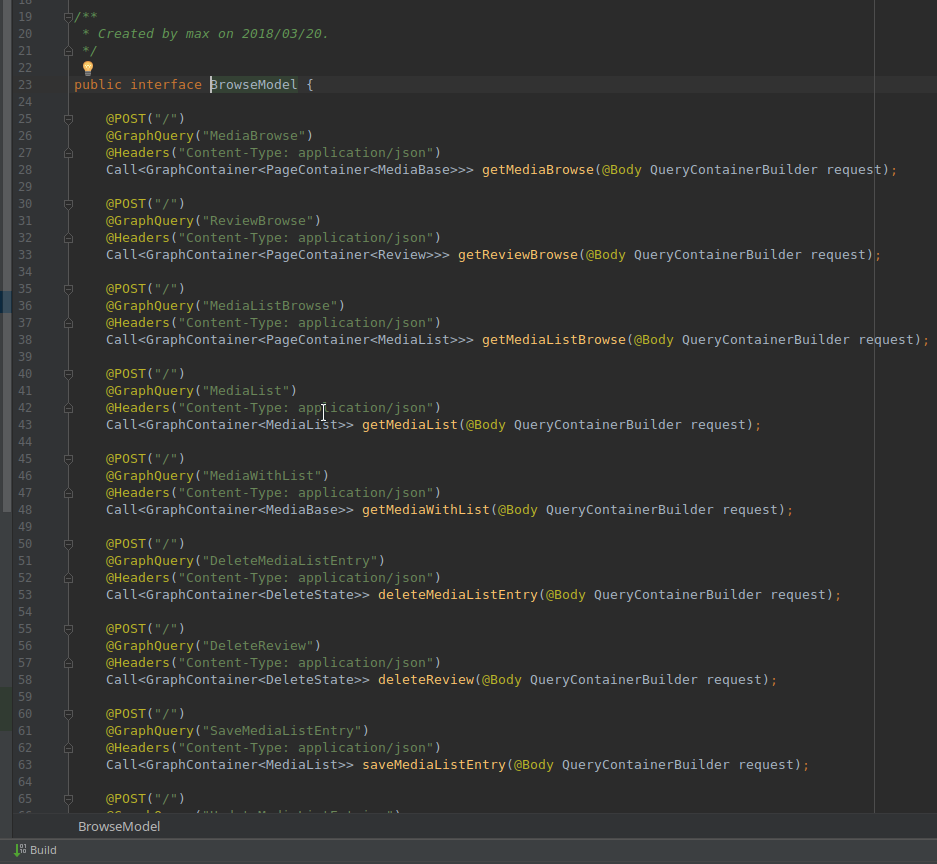 18
19 /**
20  * Created by max on 2018/03/20.
21  */
22
23 public interface BrowseModel {
24
25     @POST("/")
26     @GraphQuery("MediaBrowse")
27     @Headers("Content-Type: application/json")
28     Call<GraphContainer<PageContainer<MediaBase>>> getMediaBrowse(@Body QueryContainerBuilder request);
29
30     @POST("/")
31     @GraphQuery("ReviewBrowse")
32     @Headers("Content-Type: application/json")
33     Call<GraphContainer<PageContainer<Review>>> getReviewBrowse(@Body QueryContainerBuilder request);
34
35     @POST("/")
36     @GraphQuery("MediaListBrowse")
37     @Headers("Content-Type: application/json")
38     Call<GraphContainer<PageContainer<MediaList>>> getMediaListBrowse(@Body QueryContainerBuilder request);
39
40     @POST("/")
41     @GraphQuery("MediaList")
42     @Headers("Content-Type: application/json")
43     Call<GraphContainer<MediaList>> getMediaList(@Body QueryContainerBuilder request);
44
45     @POST("/")
46     @GraphQuery("MediaWithList")
47     @Headers("Content-Type: application/json")
48     Call<GraphContainer<MediaBase>> getMediaWithList(@Body QueryContainerBuilder request);
49
50     @POST("/")
51     @GraphQuery("DeleteMediaListEntry")
52     @Headers("Content-Type: application/json")
53     Call<GraphContainer<DeleteState>> deleteMediaListEntry(@Body QueryContainerBuilder request);
54
55     @POST("/")
56     @GraphQuery("DeleteReview")
57     @Headers("Content-Type: application/json")
58     Call<GraphContainer<DeleteState>> deleteReview(@Body QueryContainerBuilder request);
59
60     @POST("/")
61     @GraphQuery("SaveMediaListEntry")
62     @Headers("Content-Type: application/json")
63     Call<GraphContainer<MediaList>> saveMediaListEntry(@Body QueryContainerBuilder request);
64
65     @POST("/")
BrowseModel
Build